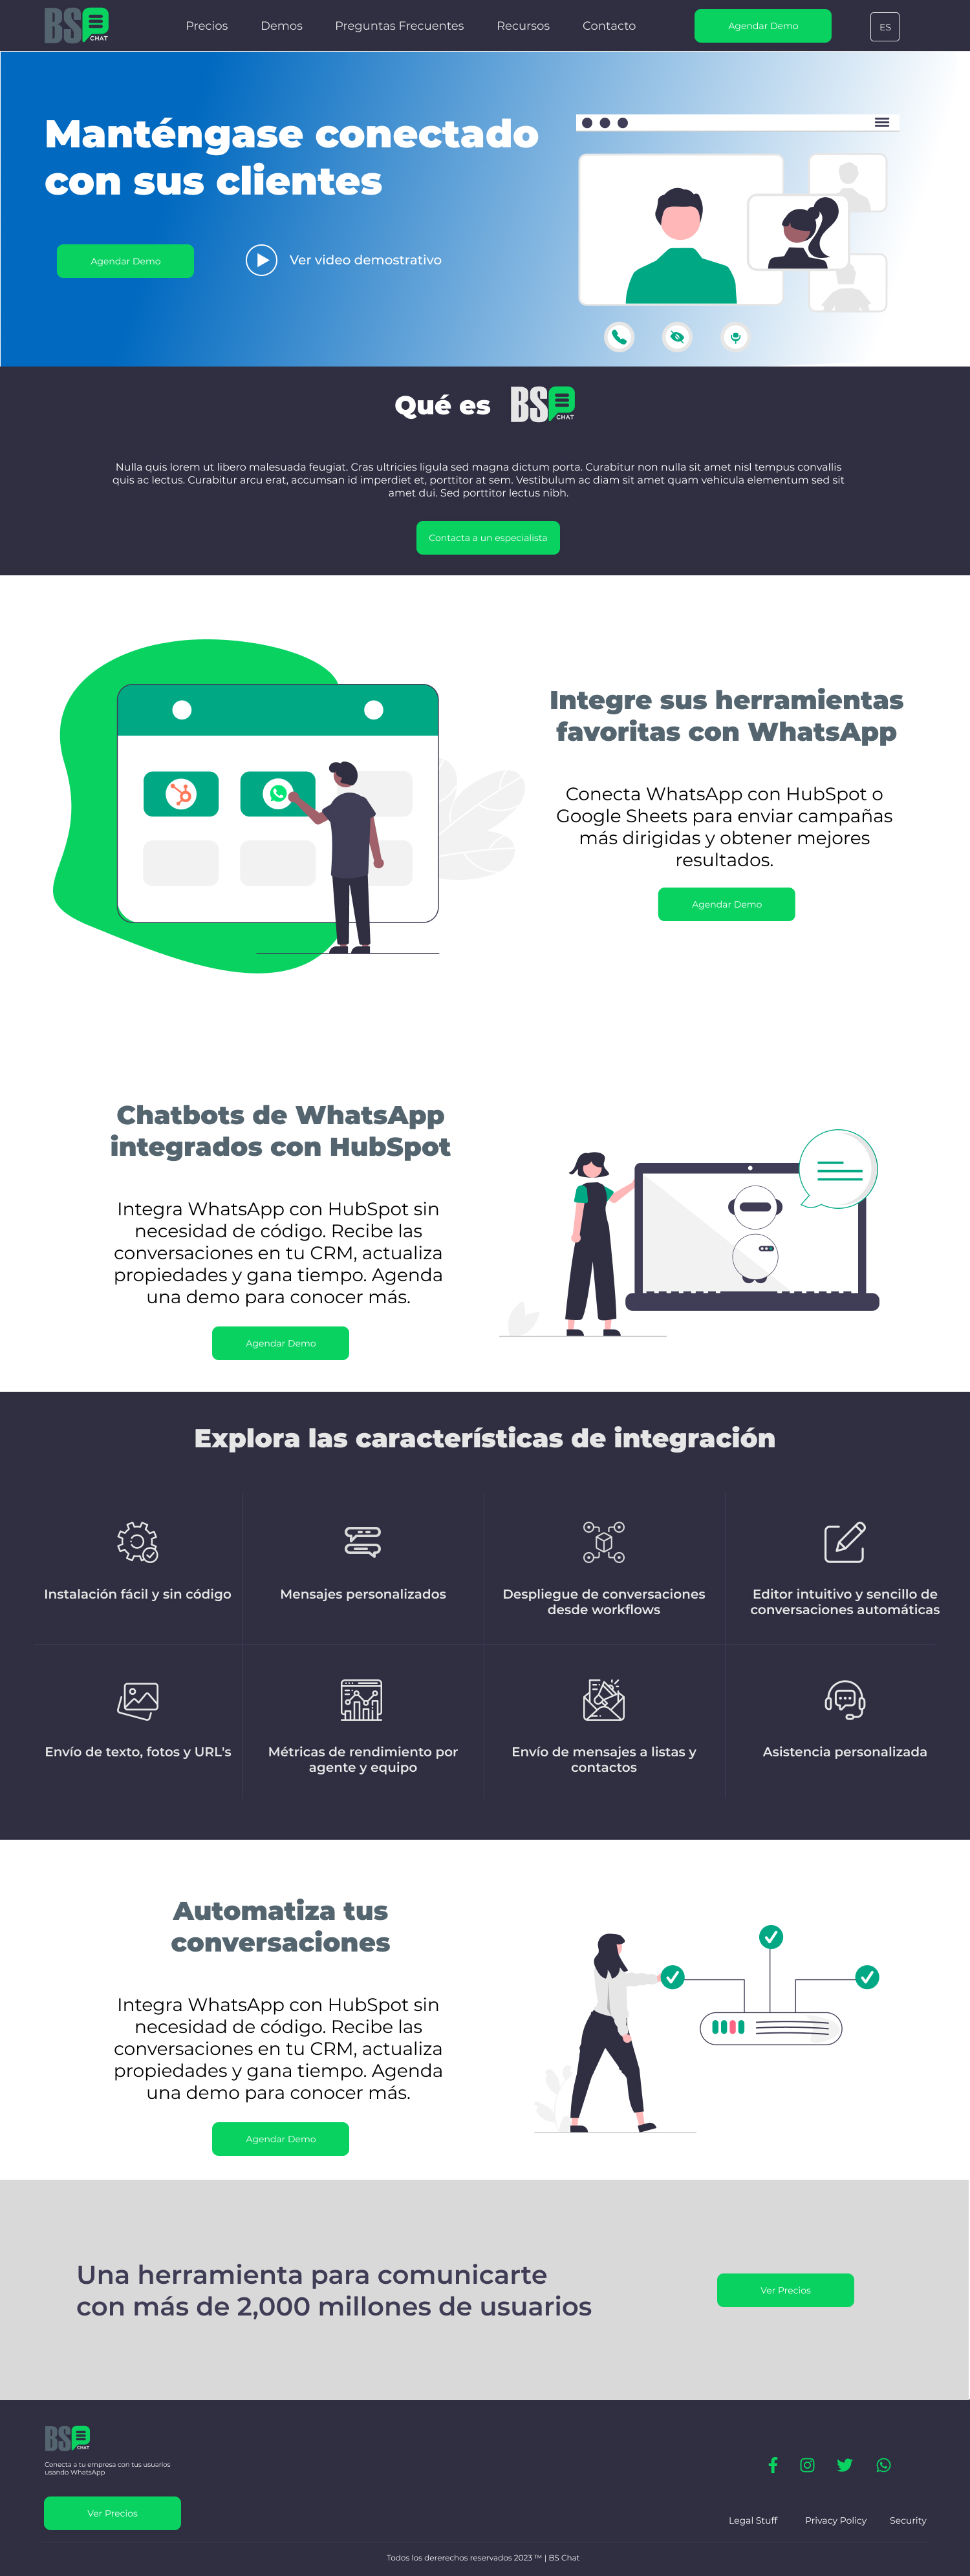 BS CHAT
Precios
Demos
Preguntas Frecuentes
Recursos
Contacto
Agendar Demo
ES
Manténgase conectado
con sus clientes
Agendar Demo
Ver video demostrativo
Qué es BS CHAT
Nulla quis lorem ut libero malesuada feugiat. Cras ultricies ligula sed magna dictum porta. Curabitur non nulla sit amet nisl tempus convallis
quis ac lectus. Curabitur arcu erat, accumsan id imperdiet et, porttitor at sem. Vestibulum ac diam sit amet quam vehicula elementum sed sit
amet dui. Sed porttitor lectus nibh.
Contacta a un especialista
Integre sus herramientas
favoritas con WhatsApp
Conecta WhatsApp con HubSpot o
Google Sheets para enviar campañas
más dirigidas y obtener mejores
resultados.
Agendar Demo
Chatbots de WhatsApp
integrados con HubSpot
Integra WhatsApp con HubSpot sin
necesidad de código. Recibe las
conversaciones en tu CRM, actualiza
propiedades y gana tiempo. Agenda
una demo para conocer más.
Agendar Demo
Explora las características de integración
Instalación fácil y sin código
Mensajes personalizados
Despliegue de conversaciones
desde workflows
Editor intuitivo y sencillo de
conversaciones automáticas
Envío de texto, fotos y URL's
Métricas de rendimiento por
agente y equipo
Envío de mensajes a listas y
contactos
Asistencia personalizada
Automatiza tus
conversaciones
Integra WhatsApp con HubSpot sin
necesidad de código. Recibe las
conversaciones en tu CRM, actualiza
propiedades y gana tiempo. Agenda
una demo para conocer más.
Agendar Demo
Una herramienta para comunicarte
con más de 2,000 millones de usuarios
Ver Precios
BS CHAT
Conecta a tu empresa con tus usuarios
usando WhatsApp
Ver Precios
Legal Stuff
Privacy Policy
Security
Todos los dererechos reservados 2023 ™ | BS Chat